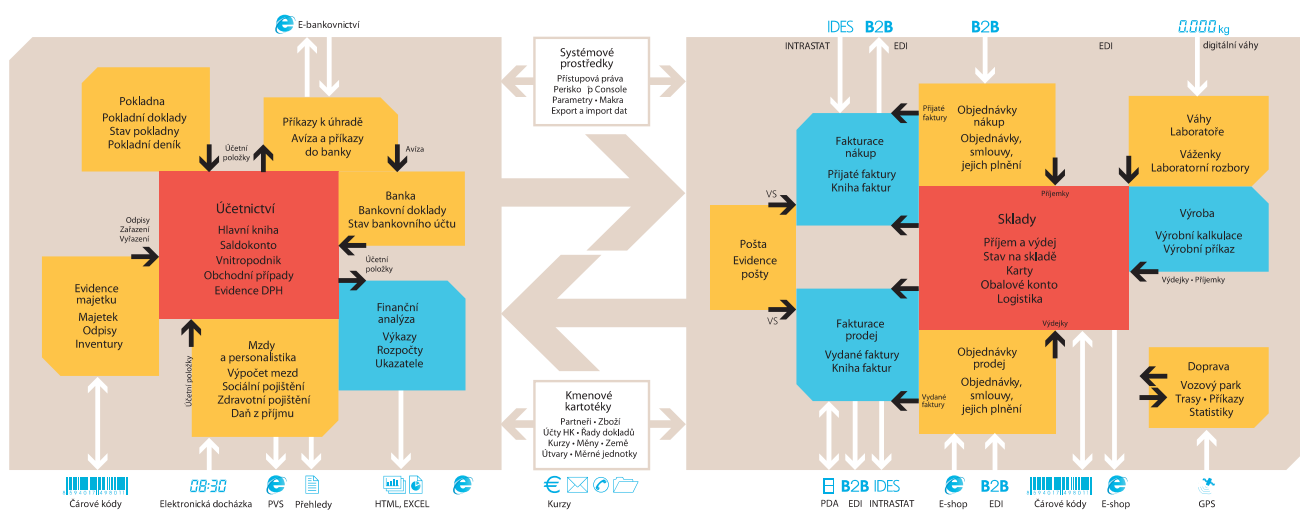 E-bankovnictví
Pokladna
Pokladní doklady
Stav pokladny
Pokladní deník
Příkazy k úhradě
Avíza a příkazy
do banky
Účetní
položky
Avíza
Banka
Bankovní doklady
Stav bankovního účtu
Účetnictví
Hlavní kniha
Saldokonto
Vnitropodnik
Obchodní případy
Evidence DPH
Odpisy
Zařazení
Vyřazení
Účetní
položky
Evidence
majetku
Majetek
Odpisy
Inventury
Finanční
analýza
Výkazy
Rozpočty
Ukazatele
Účetní položky
Mzdy
a personalistika
Výpočet mezd
Sociální pojištění
Zdravotní pojištění
Daň z příjmu
8 594017 498011
Čárové kódy
08:30
Elektronická docházka
PVS
Přehledy
HTML, EXCEL
Systémové
prostředky
Přístupová práva
Perisko þ Console
Parametry • Makra
Export a import dat
Kmenové
kartotéky
Partneři • Zboží
Účty HK • Řady dokladů
Kurzy • Měny • Země
Útvary • Měrné jednotky
€
Kurzy
IDES
B2B
B2B
0.000 kg
INTRASTAT
EDI
EDI
digitální váhy
Přijaté
faktury
Objednávky
nákup
Objednávky,
smlouvy,
jejich plnění
Váhy
Laboratoře
Váženky
Laboratorní rozbory
Fakturace
nákup
Přijaté faktury
Kniha faktur
VS
Příjemky
Sklady
Příjem a výdej
Stav na skladě
Karty
Obalové konto
Logistika
Výroba
Výrobní kalkulace
Výrobní příkaz
Výdejky • Příjemky
Pošta
Evidence
pošty
VS
Fakturace
prodej
Vydané faktury
Kniha faktur
Výdejky
Objednávky
prodej
Objednávky,
smlouvy,
jejich plnění
Vydané
faktury
Doprava
Vozový park
Trasy • Příkazy
Statistiky
B2B
IDES
B2B
8 594017 498011
PDA
EDI
INTRASTAT
E-shop
EDI
Čárové kódy
E-shop
GPS